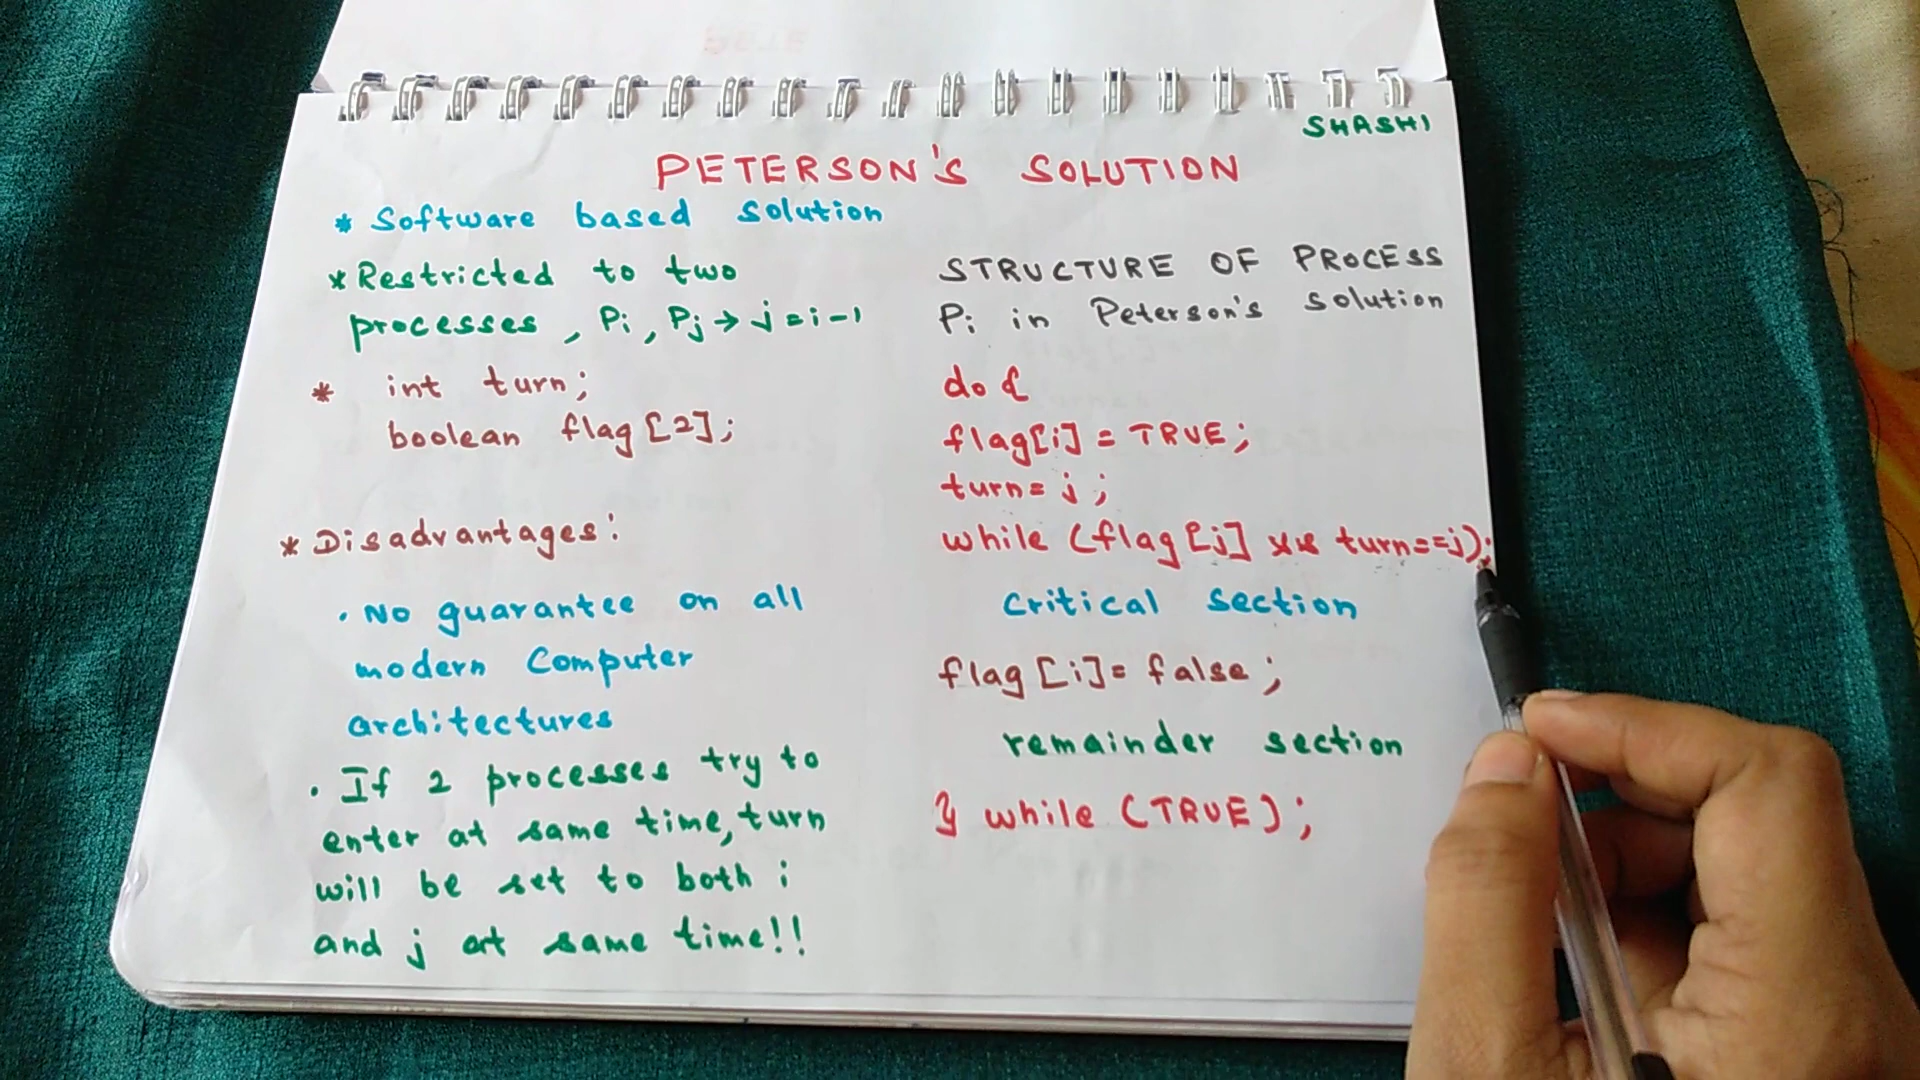 SHASHI
PETERSON'S SOLUTION
* Software based solution
* Restricted to two
processes, Pi, Pj → j = i-1
* int turn;
boolean flag [2];
* Disadvantages:
. No guarantee on all
modern Computer
architectures
. If 2 processes try to
enter at same time, turn
will be set to both i
and j at same time!!
STRUCTURE OF PROCESS
Pi in Peterson's solution
do {
flag[i] = TRUE;
turn = j;
while (flag [j] && turn==j);
Critical section
flag [i] = false;
remainder section
} while (TRUE);